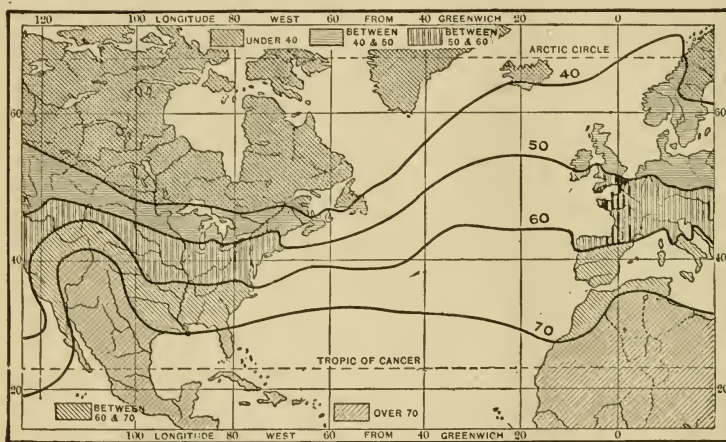 120 100 LONGITUDE 80 WEST 60 FROM 40 GREENWICH 20 0
UNDER 40
BETWEEN
40 & 50
BETWEEN
50 & 60
ARCTIC CIRCLE
40
60
60
50
60
40
40
70
TROPIC OF CANCER
20
20
BETWEEN
60 & 70
OVER 70
100 LONGITUDE 80 WEST 60 FROM 40 GREENWICH 20 0